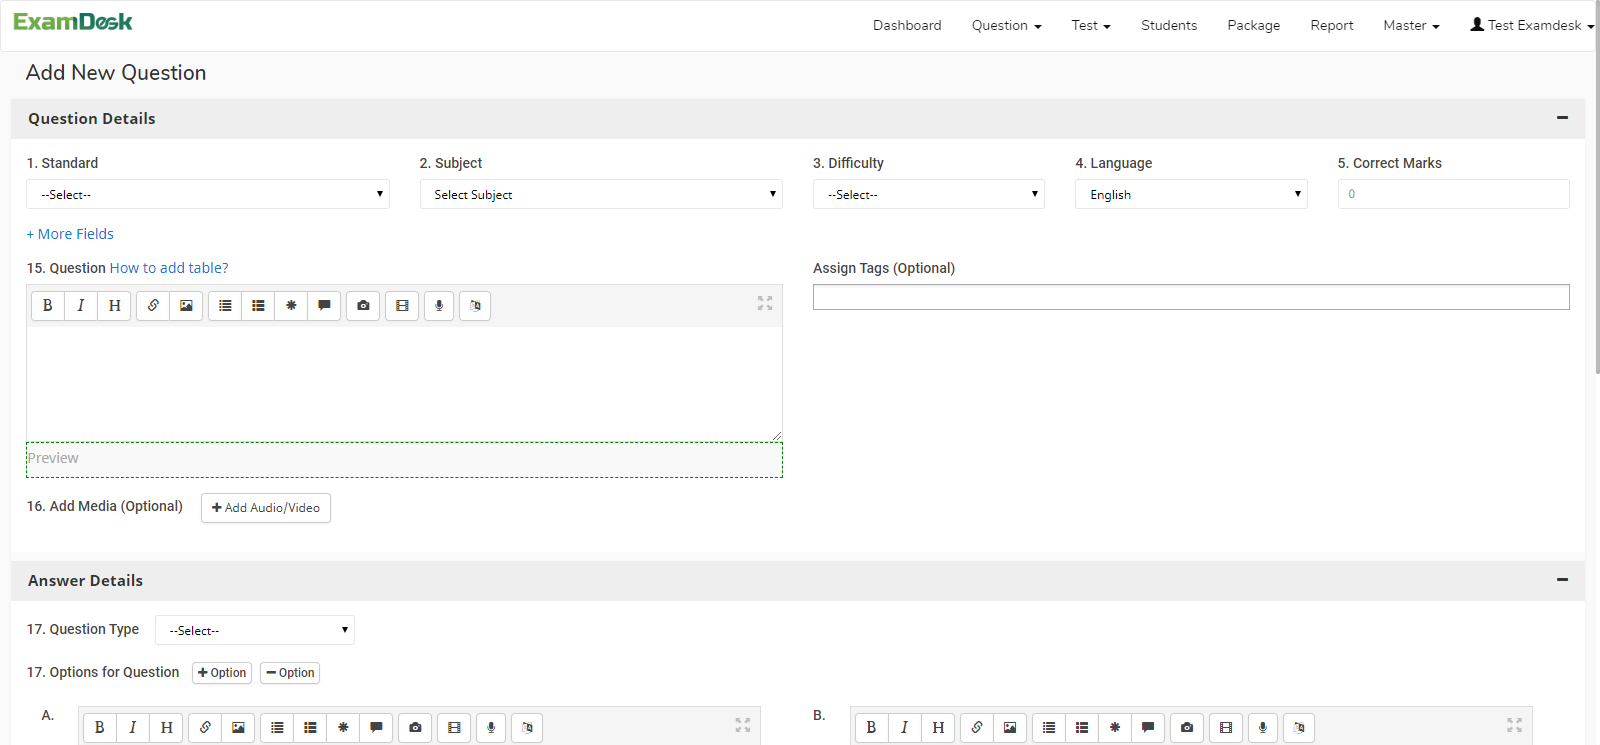 ExamDesk
Dashboard Question Test Students Package Report Master Test Examdesk
Add New Question
Question Details
1. Standard 2. Subject 3. Difficulty 4. Language 5. Correct Marks
--Select-- Select Subject --Select-- English 0
+ More Fields
15. Question How to add table? Assign Tags (Optional)
B I H
Preview
16. Add Media (Optional) + Add Audio/Video
Answer Details
17. Question Type --Select--
17. Options for Question + Option − Option
A. B I H B. B I H